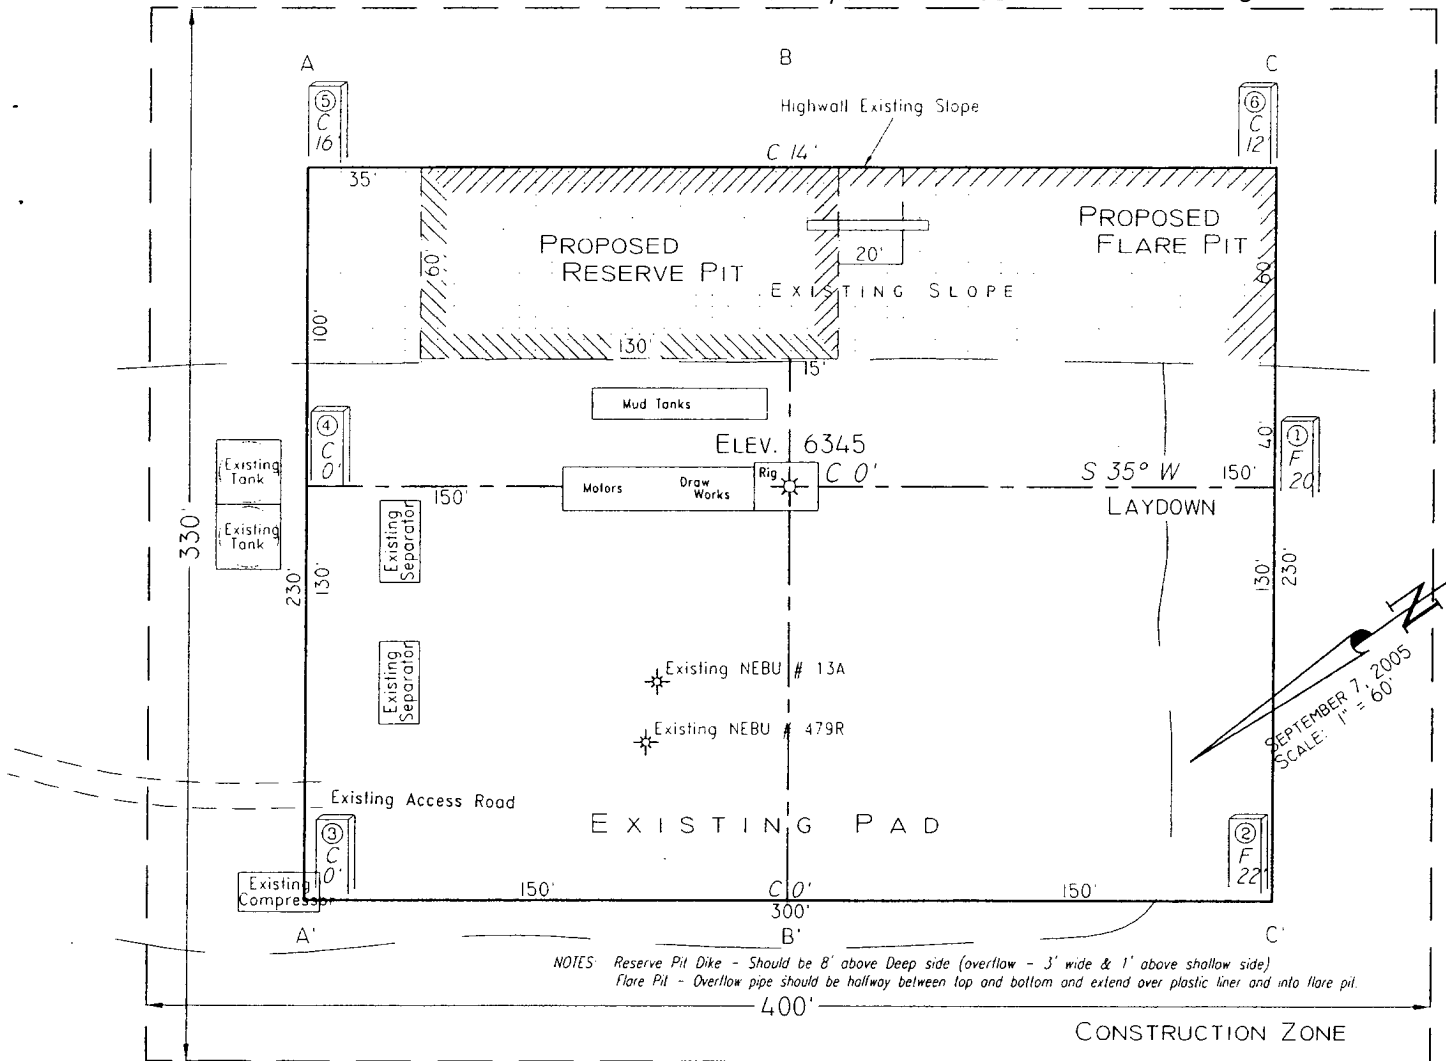 A
B
C
⑤
C
16'
Highwall Existing Slope
⑥
C
12'
C 14'
35'
PROPOSED
RESERVE PIT
PROPOSED
FLARE PIT
60'
20'
60'
EXISTING SLOPE
100'
130'
15'
Mud Tanks
④
C
0'
ELEV. 6345
40'
①
F
20'
Existing
Tank
Rig
C 0'
S 35° W
150'
150'
Motors
Draw
Works
LAYDOWN
Existing
Tank
Existing
Separator
330'
230'
130'
130'
230'
Existing
Separator
Existing NEBU # 13A
N
SEPTEMBER 7, 2005
SCALE: 1" = 60'
Existing NEBU # 479R
Existing Access Road
EXISTING PAD
③
C
0'
②
F
22'
Existing
Compressor
150'
C 0'
150'
300'
A'
B'
C'
NOTES: Reserve Pit Dike - Should be 8' above Deep side (overflow - 3' wide & 1' above shallow side)
Flare Pit - Overflow pipe should be halfway between top and bottom and extend over plastic liner and into flare pit.
400'
CONSTRUCTION ZONE